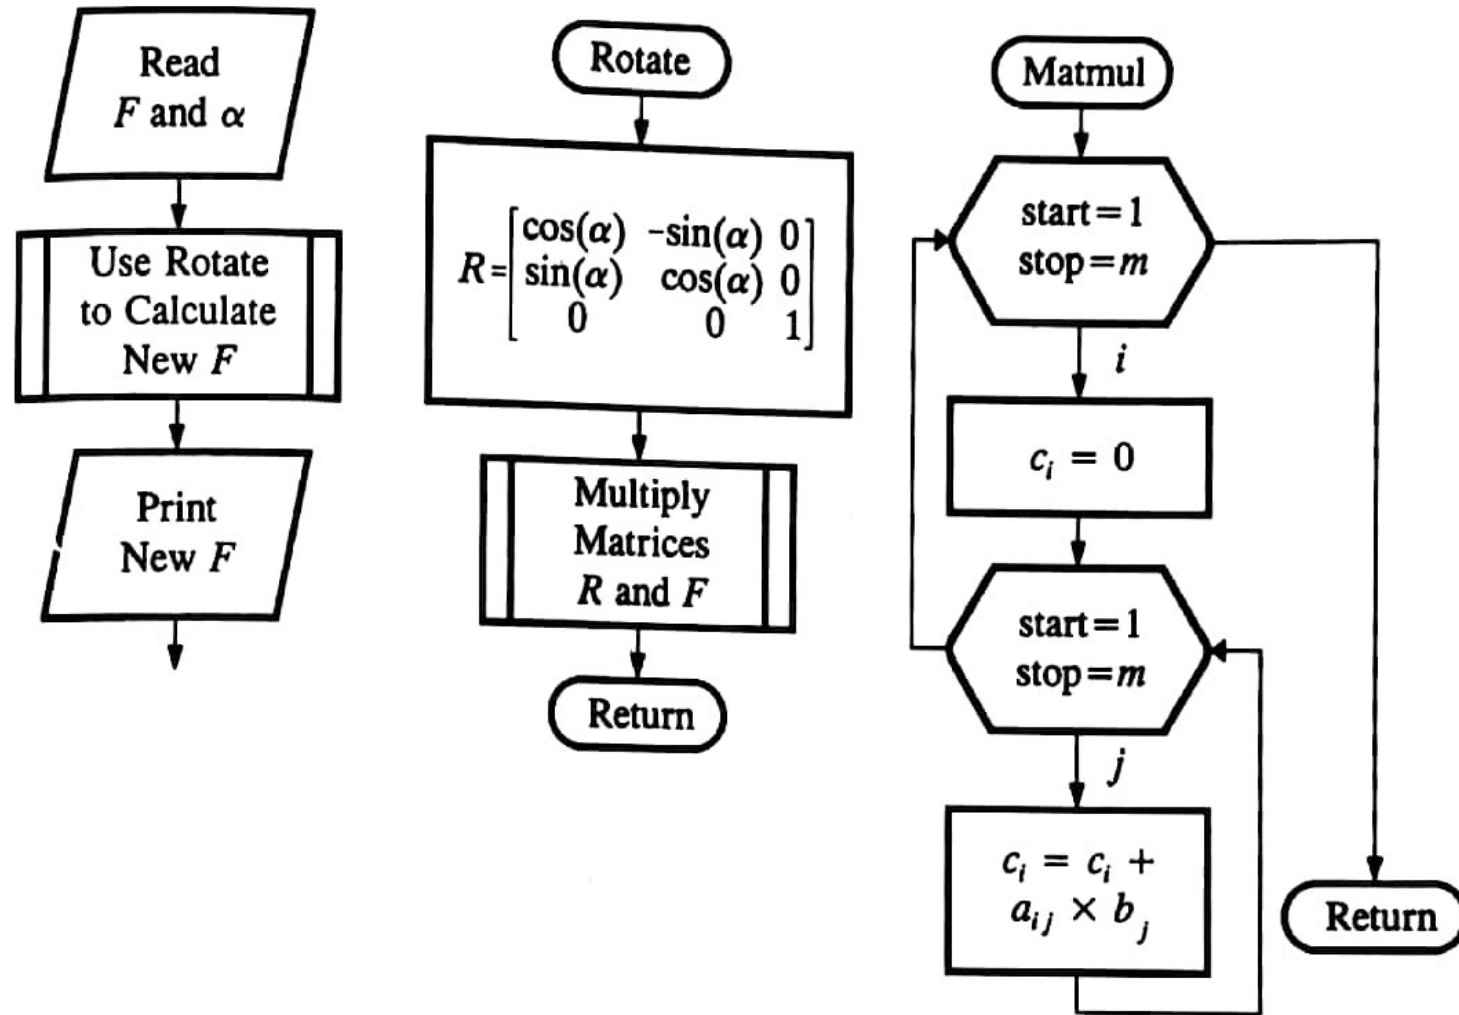 Read
F and α
Use Rotate
to Calculate
New F
Print
New F
Rotate
R = [cos(α) -sin(α) 0
sin(α) cos(α) 0
0 0 1]
Multiply
Matrices
R and F
Return
Matmul
start=1
stop=m
i
c_i = 0
start=1
stop=m
j
c_i = c_i +
a_ij × b_j
Return